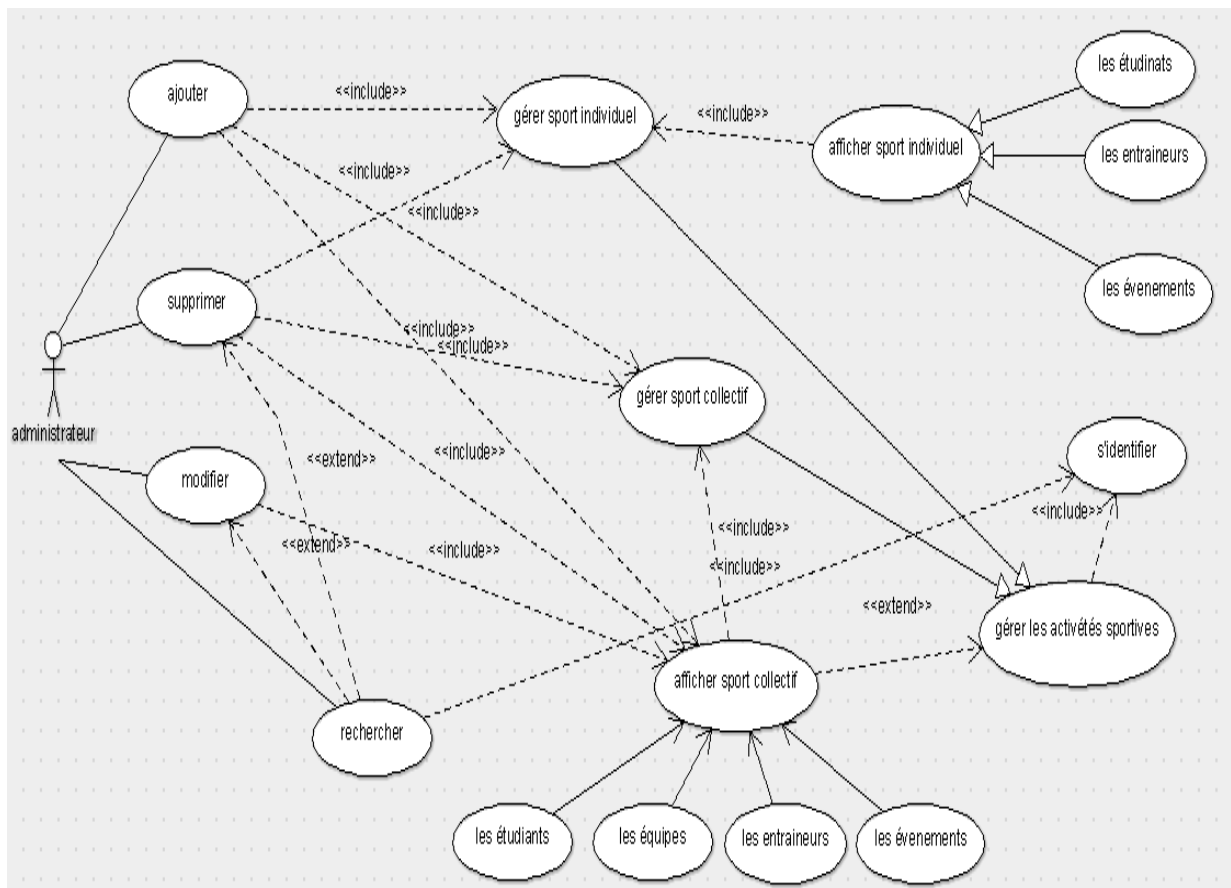 ajouter
<<include>>
gérer sport individuel
<<include>>
afficher sport individuel
les étudinats
les entraineurs
les évenements
<<include>>
<<include>>
supprimer
<<include>>
<<include>>
gérer sport collectif
administrateur
modifier
<<extend>>
<<include>>
s'identifier
<<extend>>
<<include>>
<<include>>
<<include>>
<<include>>
<<extend>>
gérer les activétés sportives
afficher sport collectif
rechercher
les étudiants
les équipes
les entraineurs
les évenements